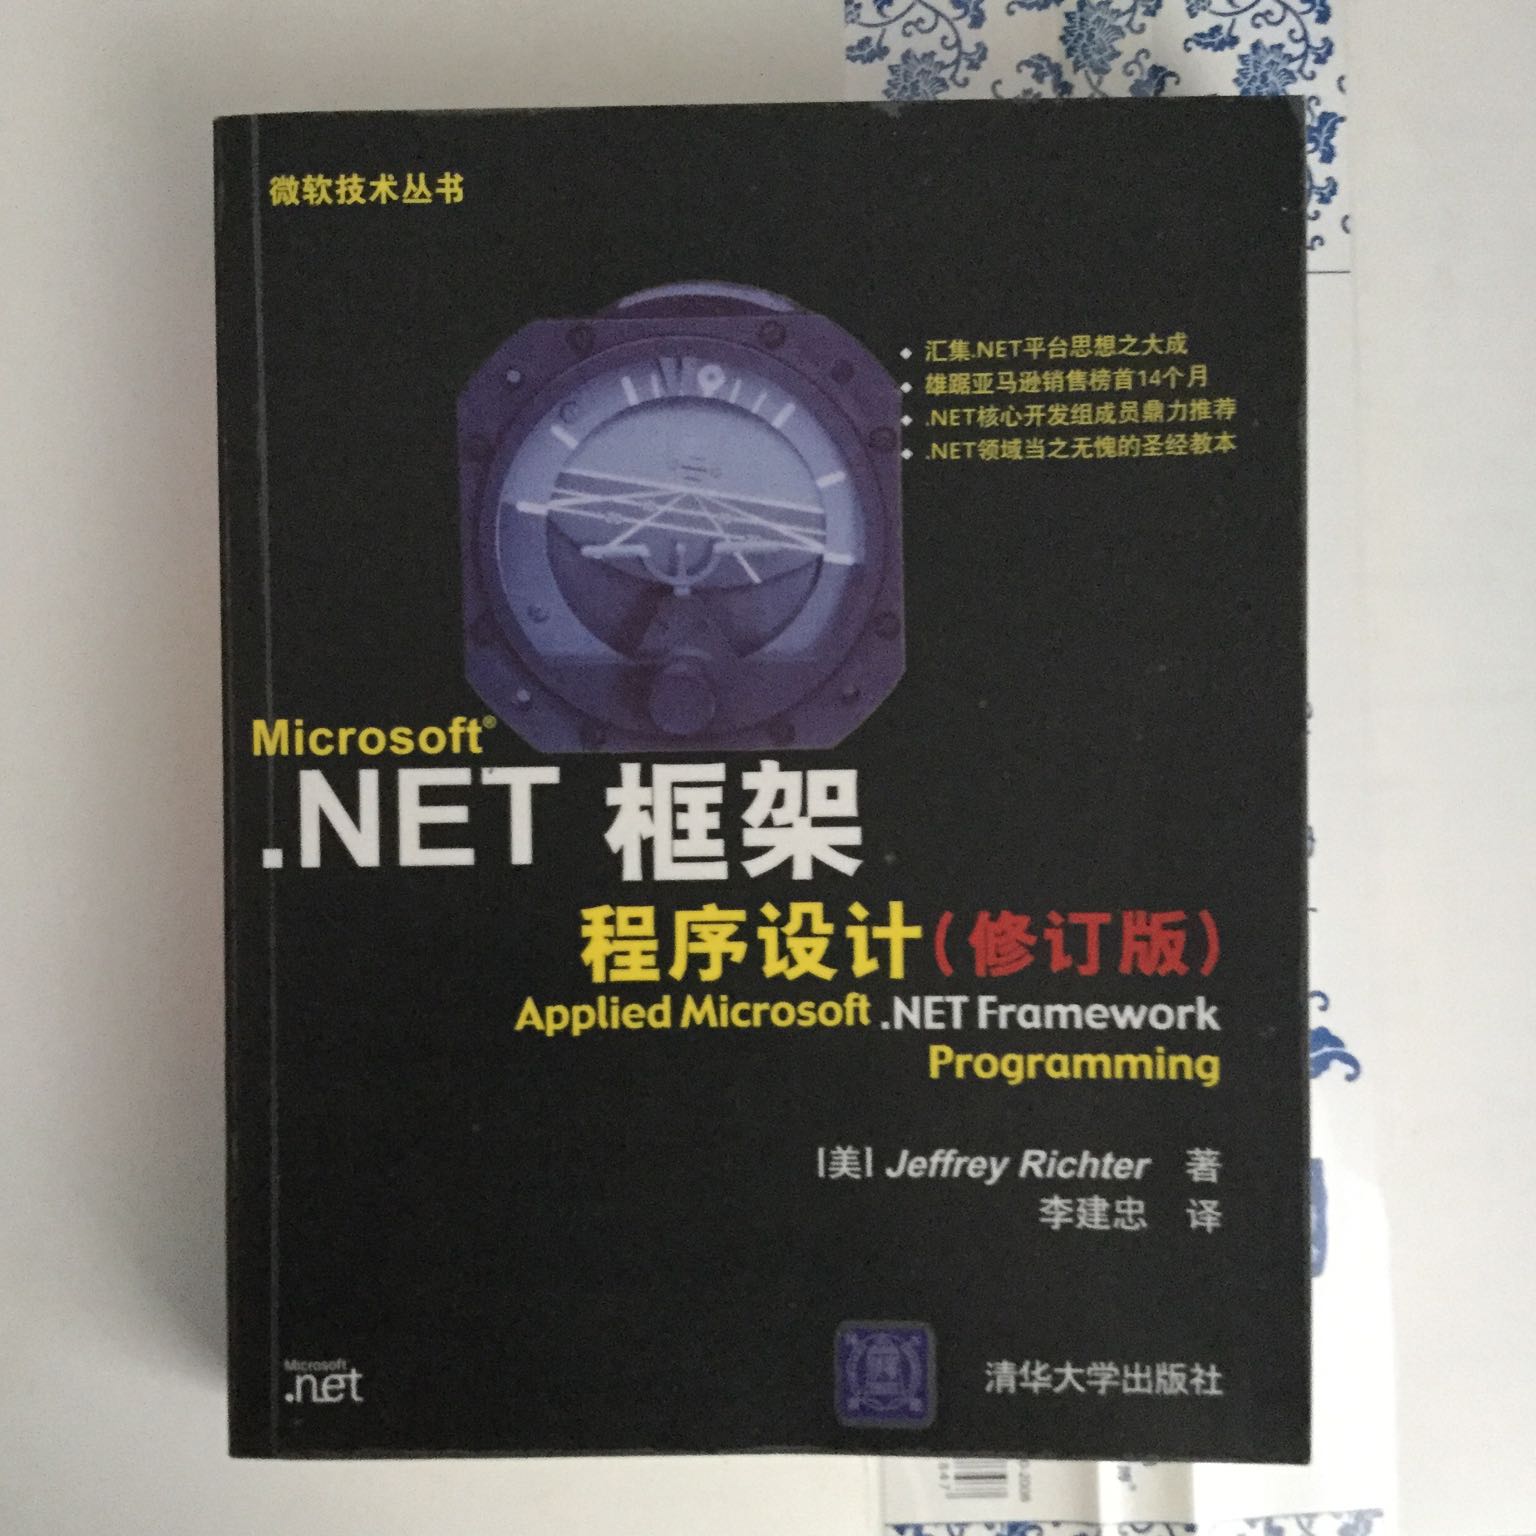 微软技术丛书
汇集.NET平台思想之大成
雄踞亚马逊销售榜首14个月
.NET核心开发组成员鼎力推荐
.NET领域当之无愧的圣经教本
Microsoft®
.NET 框架
程序设计(修订版)
Applied Microsoft .NET Framework
Programming
[美] Jeffrey Richter 著
李建忠 译
Microsoft
.net
清华大学出版社